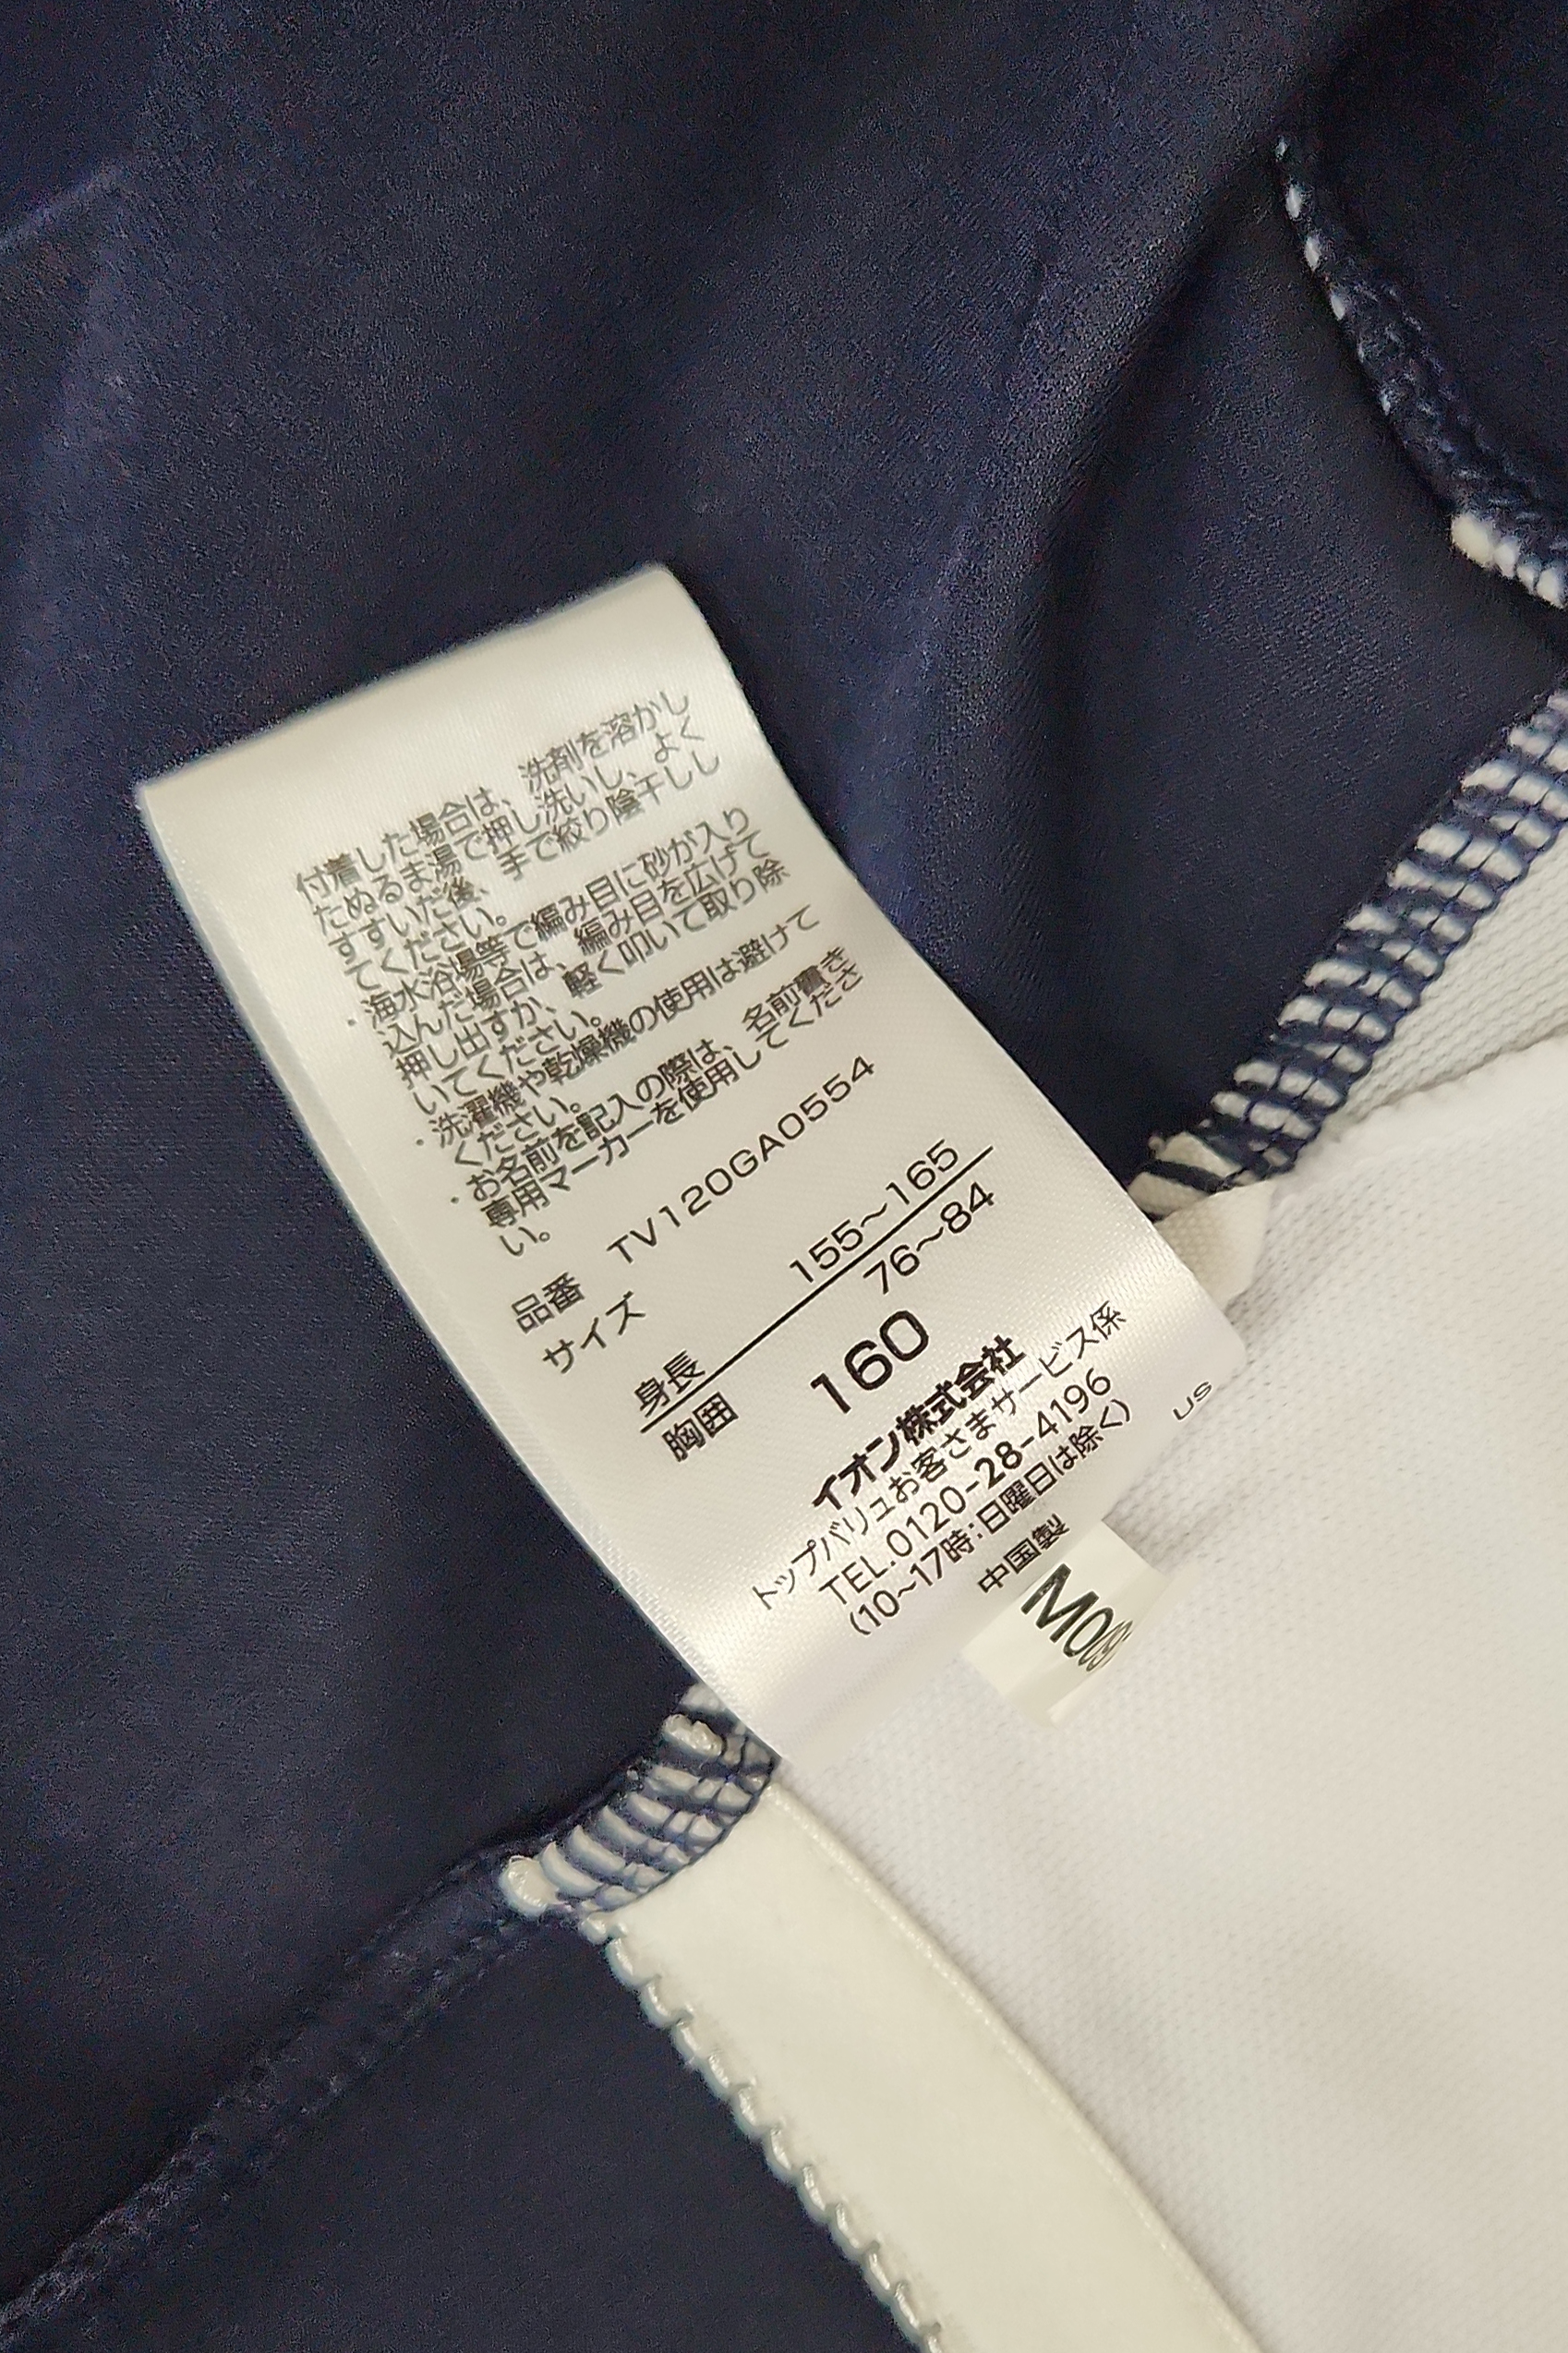 付着した場合は、洗剤を溶かし
たぬるま湯で押し洗いし、よく
すすいだ後、手で絞り陰干しし
てください。
・海水浴場等で編み目に砂が入り
込んだ場合は、編み目を広げて
押し出すか、軽く叩いて取り除
いてください。
・洗濯機や乾燥機の使用は避けて
ください。
・お名前を記入の際は、名前書き
専用マーカーを使用してくださ
い。
品番 TV120GA0554
サイズ
身長 155～165
胸囲 76～84
160
イオン株式会社
トップバリュお客さまサービス係
TEL.0120-28-4196
(10～17時:日曜日は除く)
中国製
US